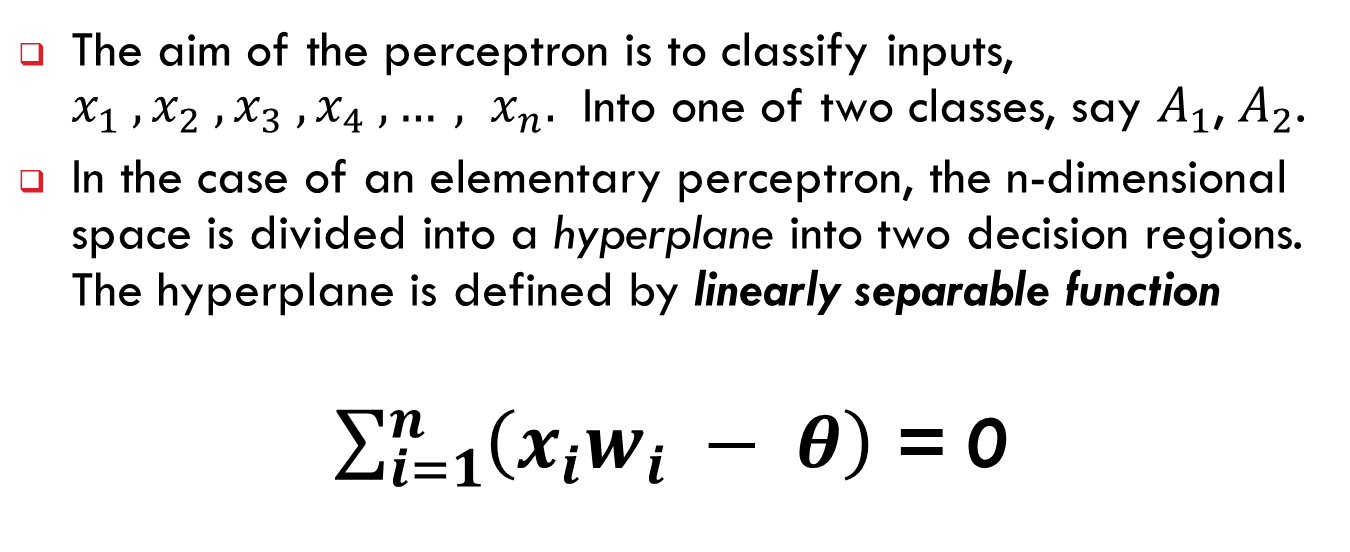 The aim of the perceptron is to classify inputs,
x₁ , x₂ , x₃ , x₄ , … , xₙ. Into one of two classes, say A₁, A₂.
In the case of an elementary perceptron, the n-dimensional
space is divided into a hyperplane into two decision regions.
The hyperplane is defined by linearly separable function
∑ⁿᵢ₌₁(xᵢwᵢ − θ) = 0